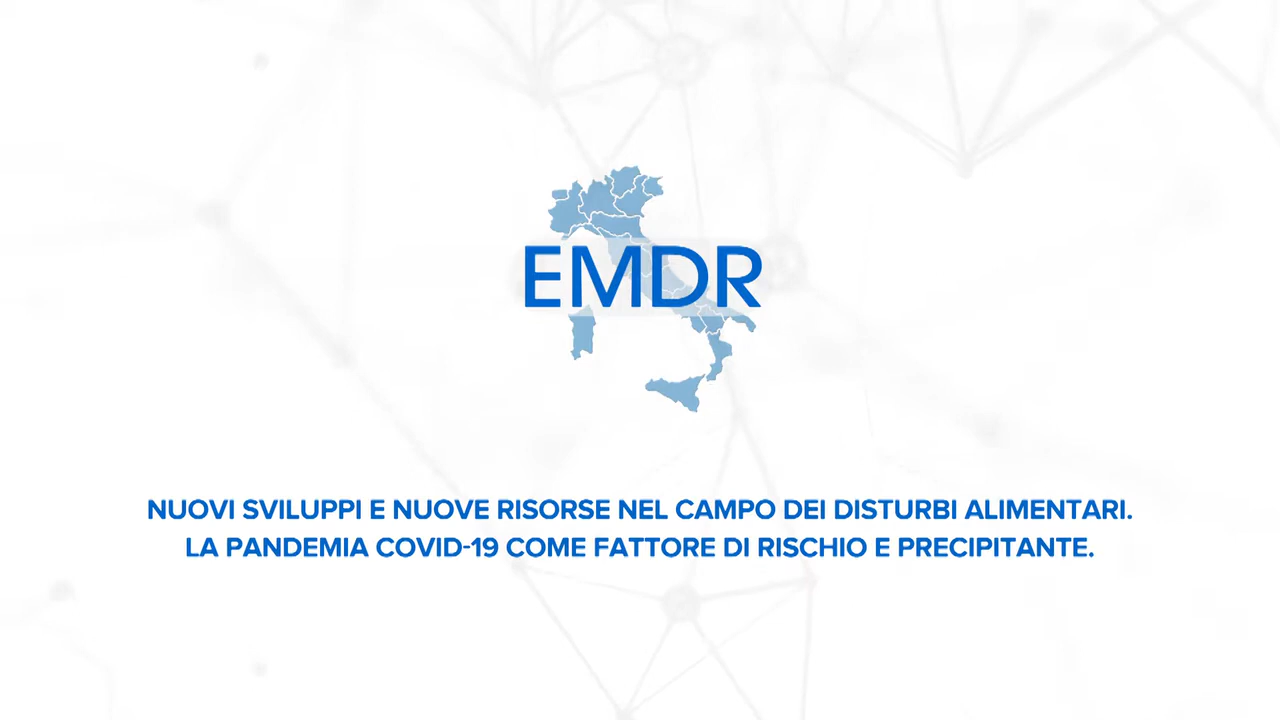 EMDR
NUOVI SVILUPPI E NUOVE RISORSE NEL CAMPO DEI DISTURBI ALIMENTARI.
LA PANDEMIA COVID-19 COME FATTORE DI RISCHIO E PRECIPITANTE.